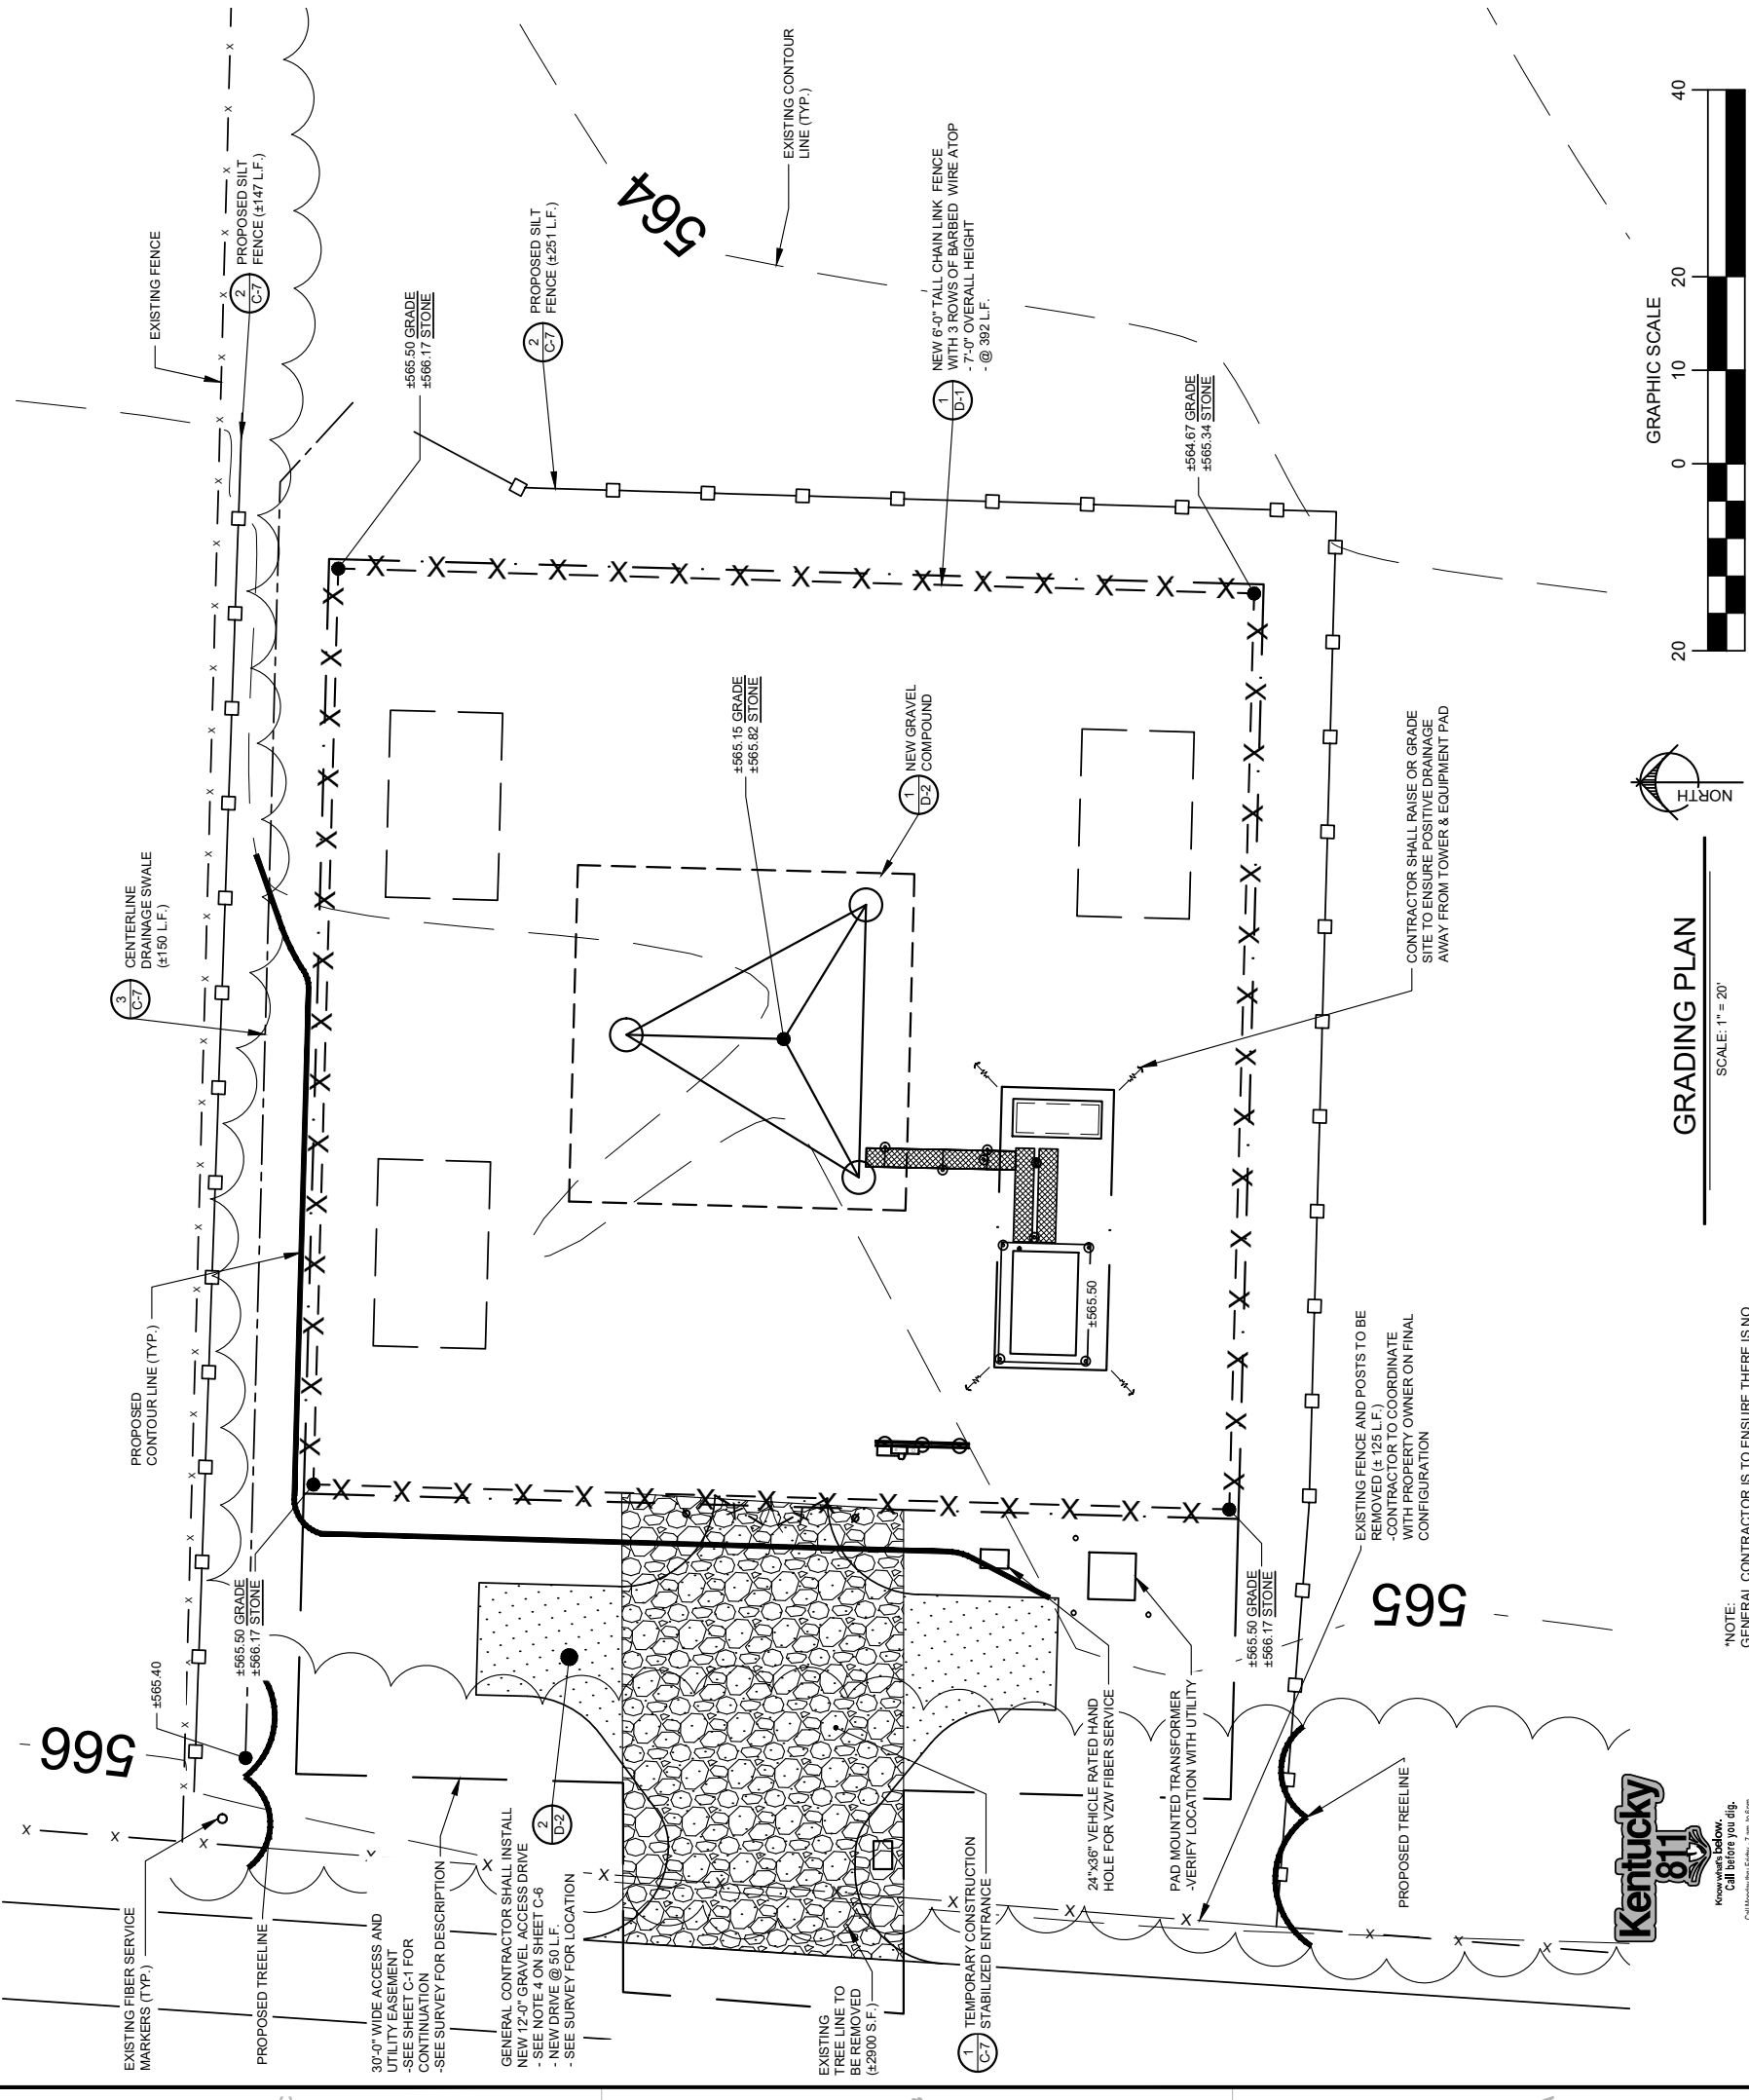 EXISTING FENCE
2
C-7
PROPOSED SILT
FENCE (±147 L.F.)
EXISTING CONTOUR
LINE (TYP.)
564
±565.50 GRADE
±566.17 STONE
2
C-7
PROPOSED SILT
FENCE (±251 L.F.)
1
D-1
NEW 6'-0" TALL CHAIN LINK FENCE
WITH 3 ROWS OF BARBED WIRE ATOP
- 7'-0" OVERALL HEIGHT
- @ 392 L.F.
±564.67 GRADE
±565.34 STONE
3
C-7
CENTERLINE
DRAINAGE SWALE
(±150 L.F.)
±565.15 GRADE
±565.82 STONE
1
D-2
NEW GRAVEL
COMPOUND
CONTRACTOR SHALL RAISE OR GRADE
SITE TO ENSURE POSITIVE DRAINAGE
AWAY FROM TOWER & EQUIPMENT PAD
PROPOSED
CONTOUR LINE (TYP.)
±565.50
566
±565.40
±565.50 GRADE
±566.17 STONE
EXISTING FENCE AND POSTS TO BE
REMOVED (± 125 L.F.)
-CONTRACTOR TO COORDINATE
WITH PROPERTY OWNER ON FINAL
CONFIGURATION
±565.50 GRADE
±566.17 STONE
565
EXISTING FIBER SERVICE
MARKERS (TYP.)
PROPOSED TREELINE
30'-0" WIDE ACCESS AND
UTILITY EASEMENT
-SEE SHEET C-1 FOR
CONTINUATION
-SEE SURVEY FOR DESCRIPTION
GENERAL CONTRACTOR SHALL INSTALL
NEW 12'-0" GRAVEL ACCESS DRIVE
- SEE NOTE 4 ON SHEET C-6
- NEW DRIVE @ 50 L.F.
- SEE SURVEY FOR LOCATION
2
D-2
EXISTING
TREE LINE TO
BE REMOVED
(±2900 S.F.)
1
C-7
TEMPORARY CONSTRUCTION
STABILIZED ENTRANCE
24"x36" VEHICLE RATED HAND
HOLE FOR VZW FIBER SERVICE
PAD MOUNTED TRANSFORMER
-VERIFY LOCATION WITH UTILITY
PROPOSED TREELINE
Kentucky
811
Know what's below.
Call before you dig.
GRADING PLAN
SCALE: 1" = 20'
NORTH
GRAPHIC SCALE
20 0 10 20 40
*NOTE:
GENERAL CONTRACTOR IS TO ENSURE THERE IS NO